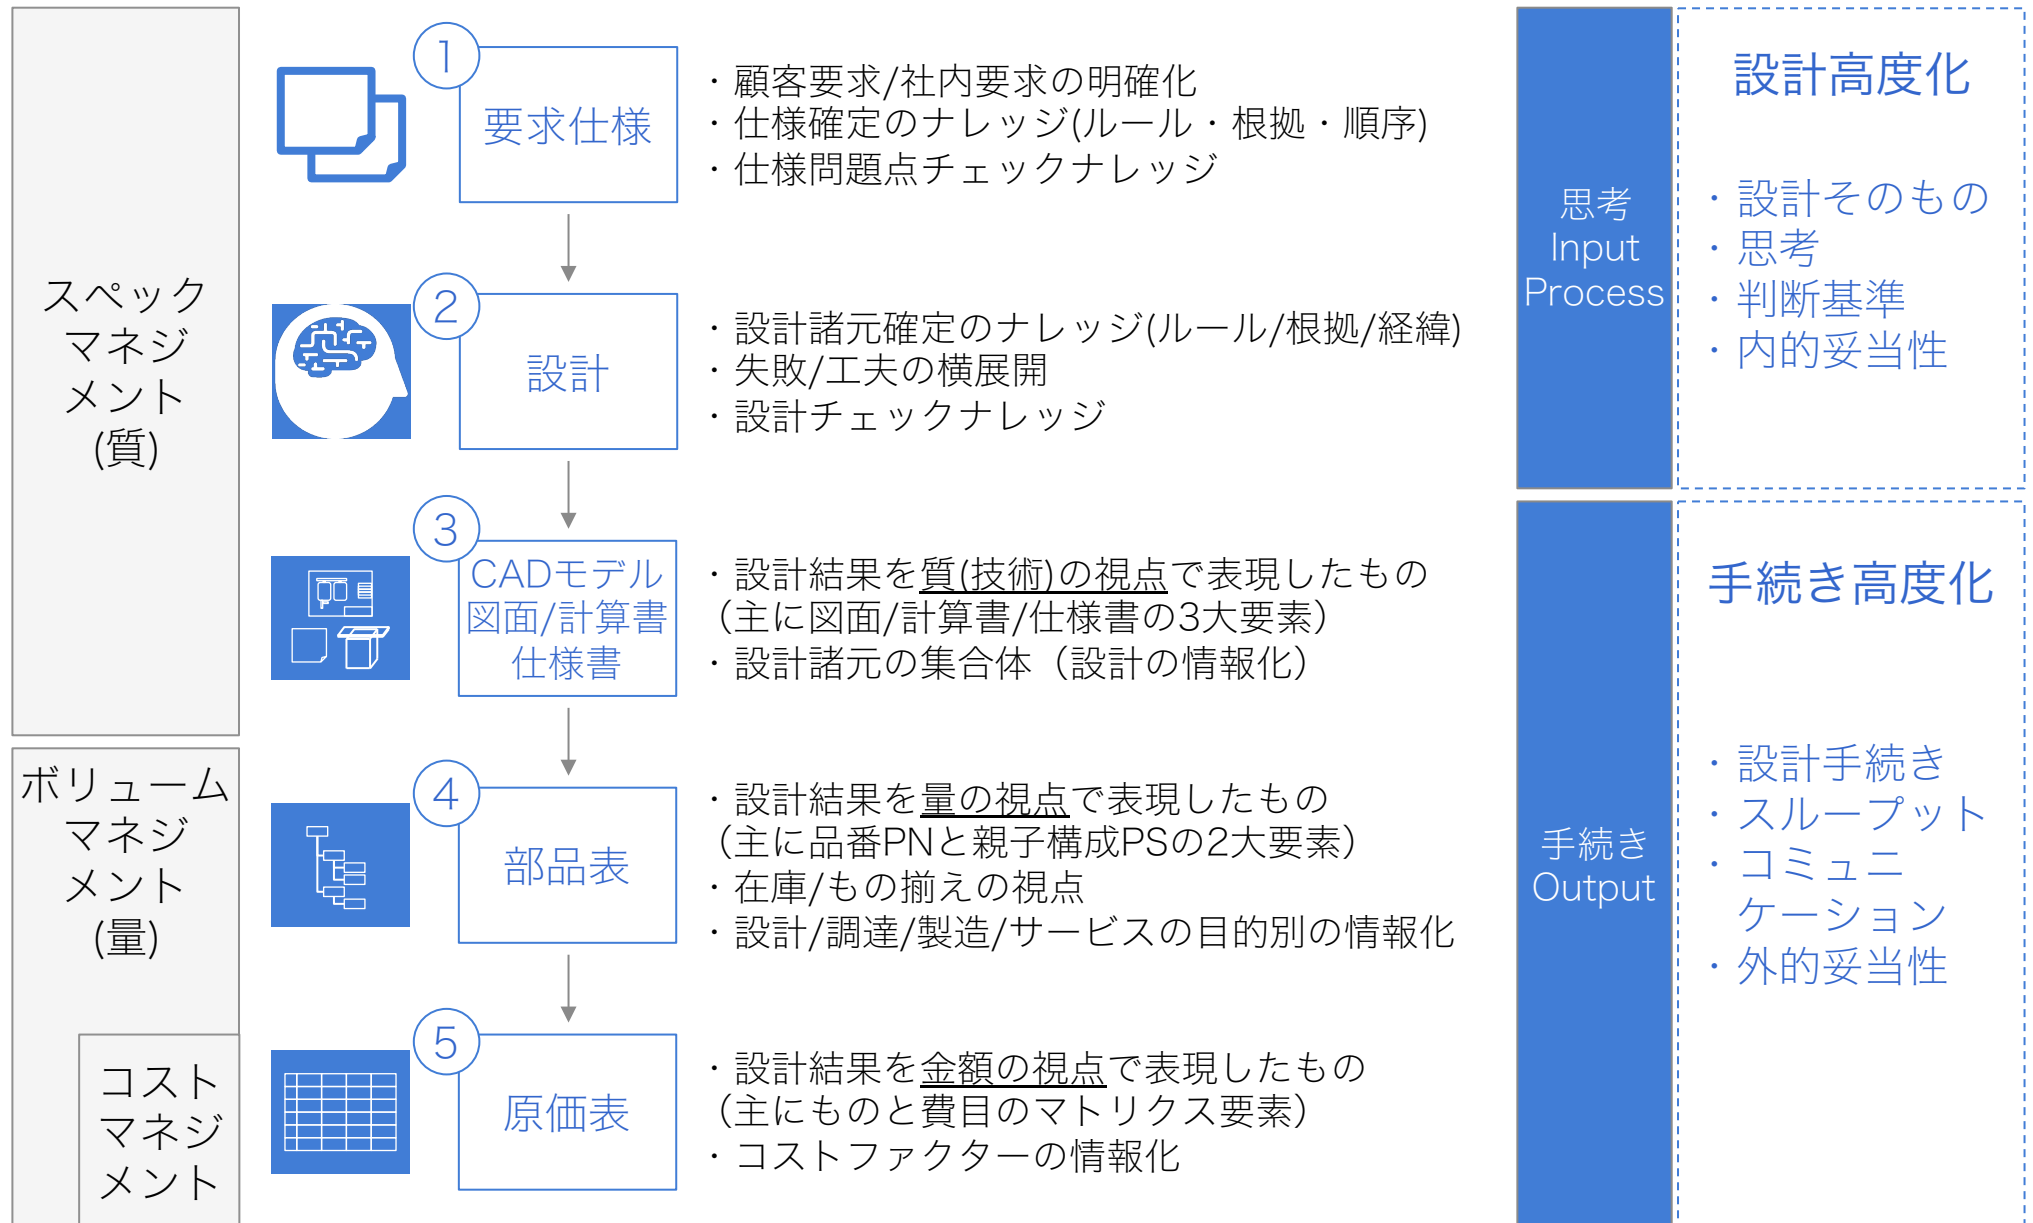 スペック
マネジ
メント
(質)
ボリューム
マネジ
メント
(量)
コスト
マネジ
メント
1
要求仕様
・顧客要求/社内要求の明確化
・仕様確定のナレッジ(ルール・根拠・順序)
・仕様問題点チェックナレッジ
2
設計
・設計諸元確定のナレッジ(ルール/根拠/経緯)
・失敗/工夫の横展開
・設計チェックナレッジ
3
CADモデル
図面/計算書
仕様書
・設計結果を質(技術)の視点で表現したもの
（主に図面/計算書/仕様書の3大要素）
・設計諸元の集合体（設計の情報化）
4
部品表
・設計結果を量の視点で表現したもの
（主に品番PNと親子構成PSの2大要素）
・在庫/もの揃えの視点
・設計/調達/製造/サービスの目的別の情報化
5
原価表
・設計結果を金額の視点で表現したもの
（主にものと費目のマトリクス要素）
・コストファクターの情報化
思考
Input
Process
設計高度化
・設計そのもの
・思考
・判断基準
・内的妥当性
手続き
Output
手続き高度化
・設計手続き
・スループット
・コミュニ
ケーション
・外的妥当性